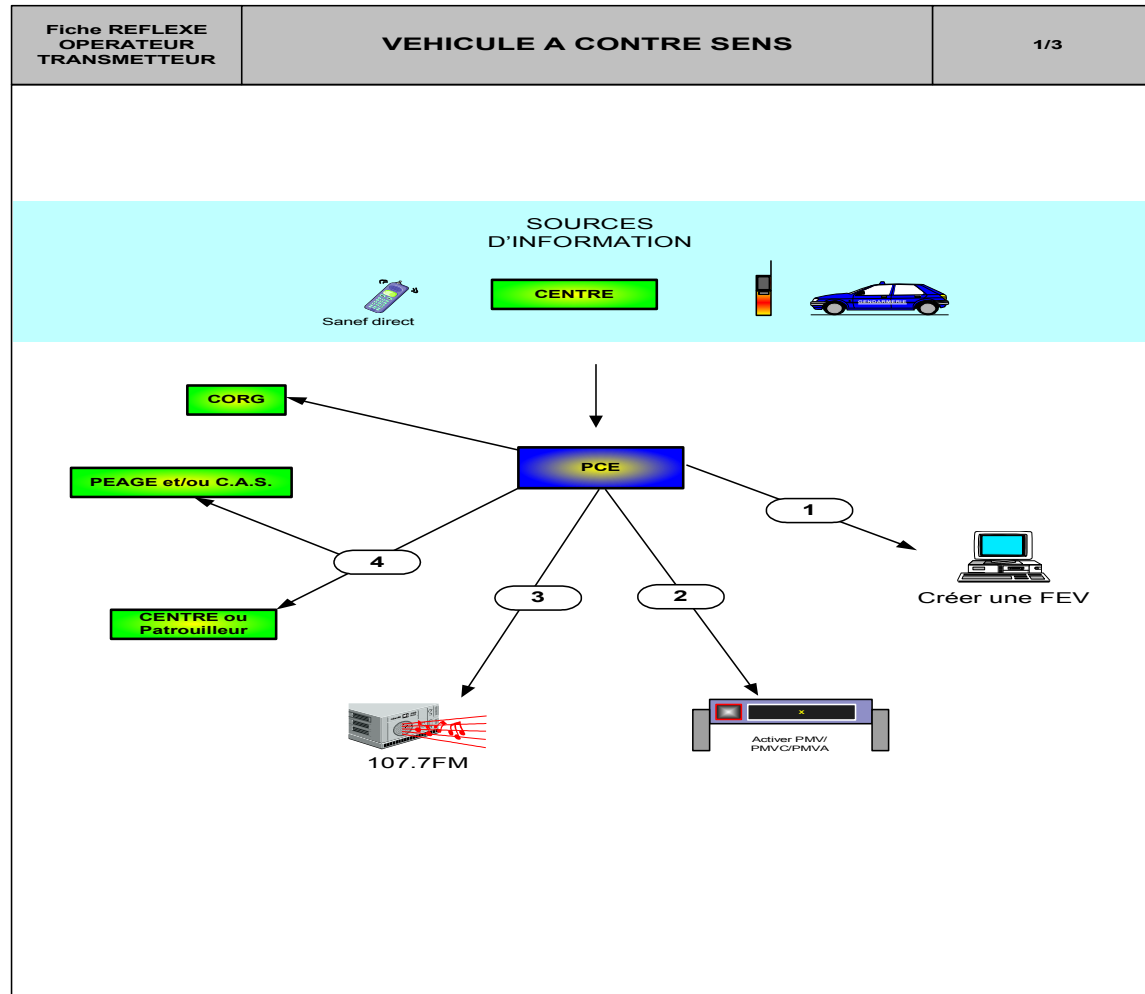 Fiche REFLEXE
OPERATEUR
TRANSMETTEUR
VEHICULE A CONTRE SENS
1/3
SOURCES
D'INFORMATION
CENTRE
GENDARMERIE
Sanef direct
CORG
PCE
PEAGE et/ou C.A.S.
1
4
3
2
Créer une FEV
CENTRE ou
Patrouilleur
x
Activer PMV/
PMVC/PMVA
107.7FM